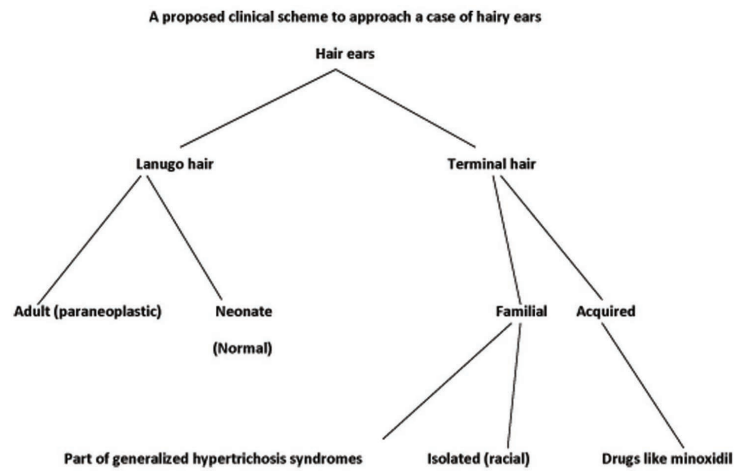 A proposed clinical scheme to approach a case of hairy ears
Hair ears
Lanugo hair
Terminal hair
Adult (paraneoplastic)
Neonate
(Normal)
Familial
Acquired
Part of generalized hypertrichosis syndromes
Isolated (racial)
Drugs like minoxidil